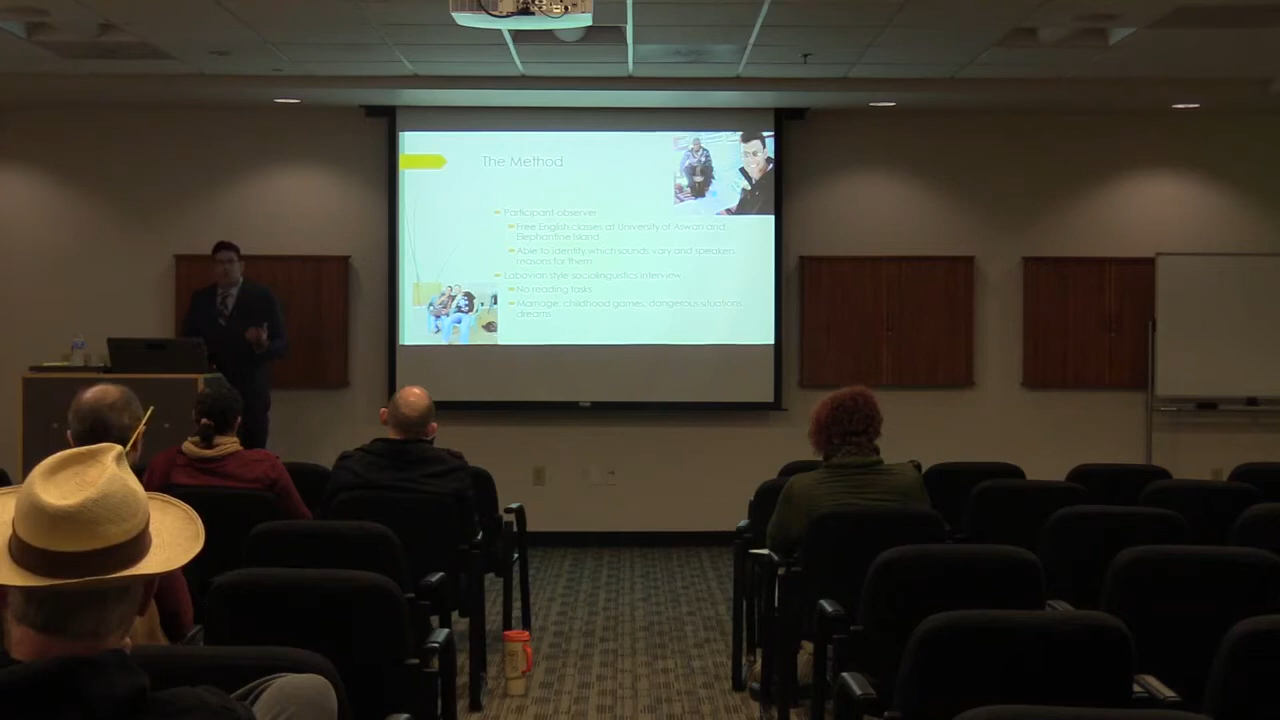 The Method
Participant-observer
Free English classes at University of Aswan and
Elephantine Island
Able to identify which sounds vary and speakers
reasons for them
Labovian style sociolinguistics interview
No reading tasks
Marriage, childhood games, dangerous situations,
dreams